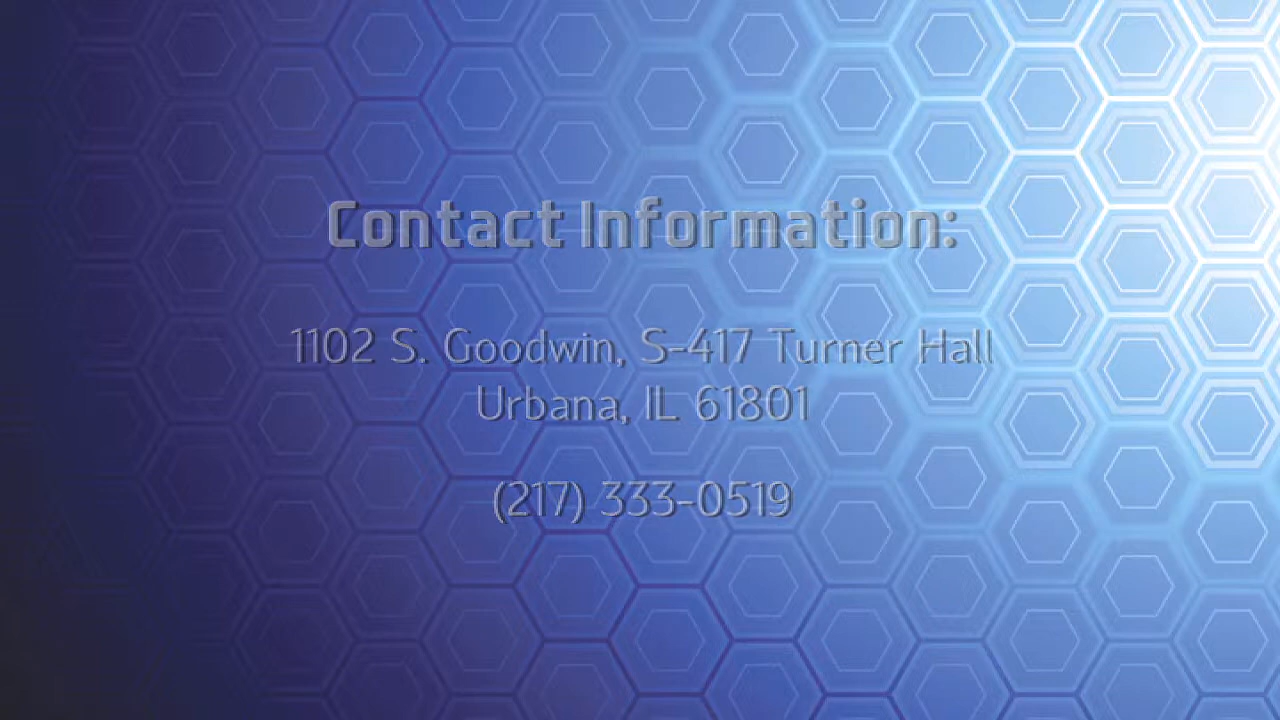 Contact Information:
1102 S. Goodwin, S-417 Turner Hall
Urbana, IL 61801
(217) 333-0519